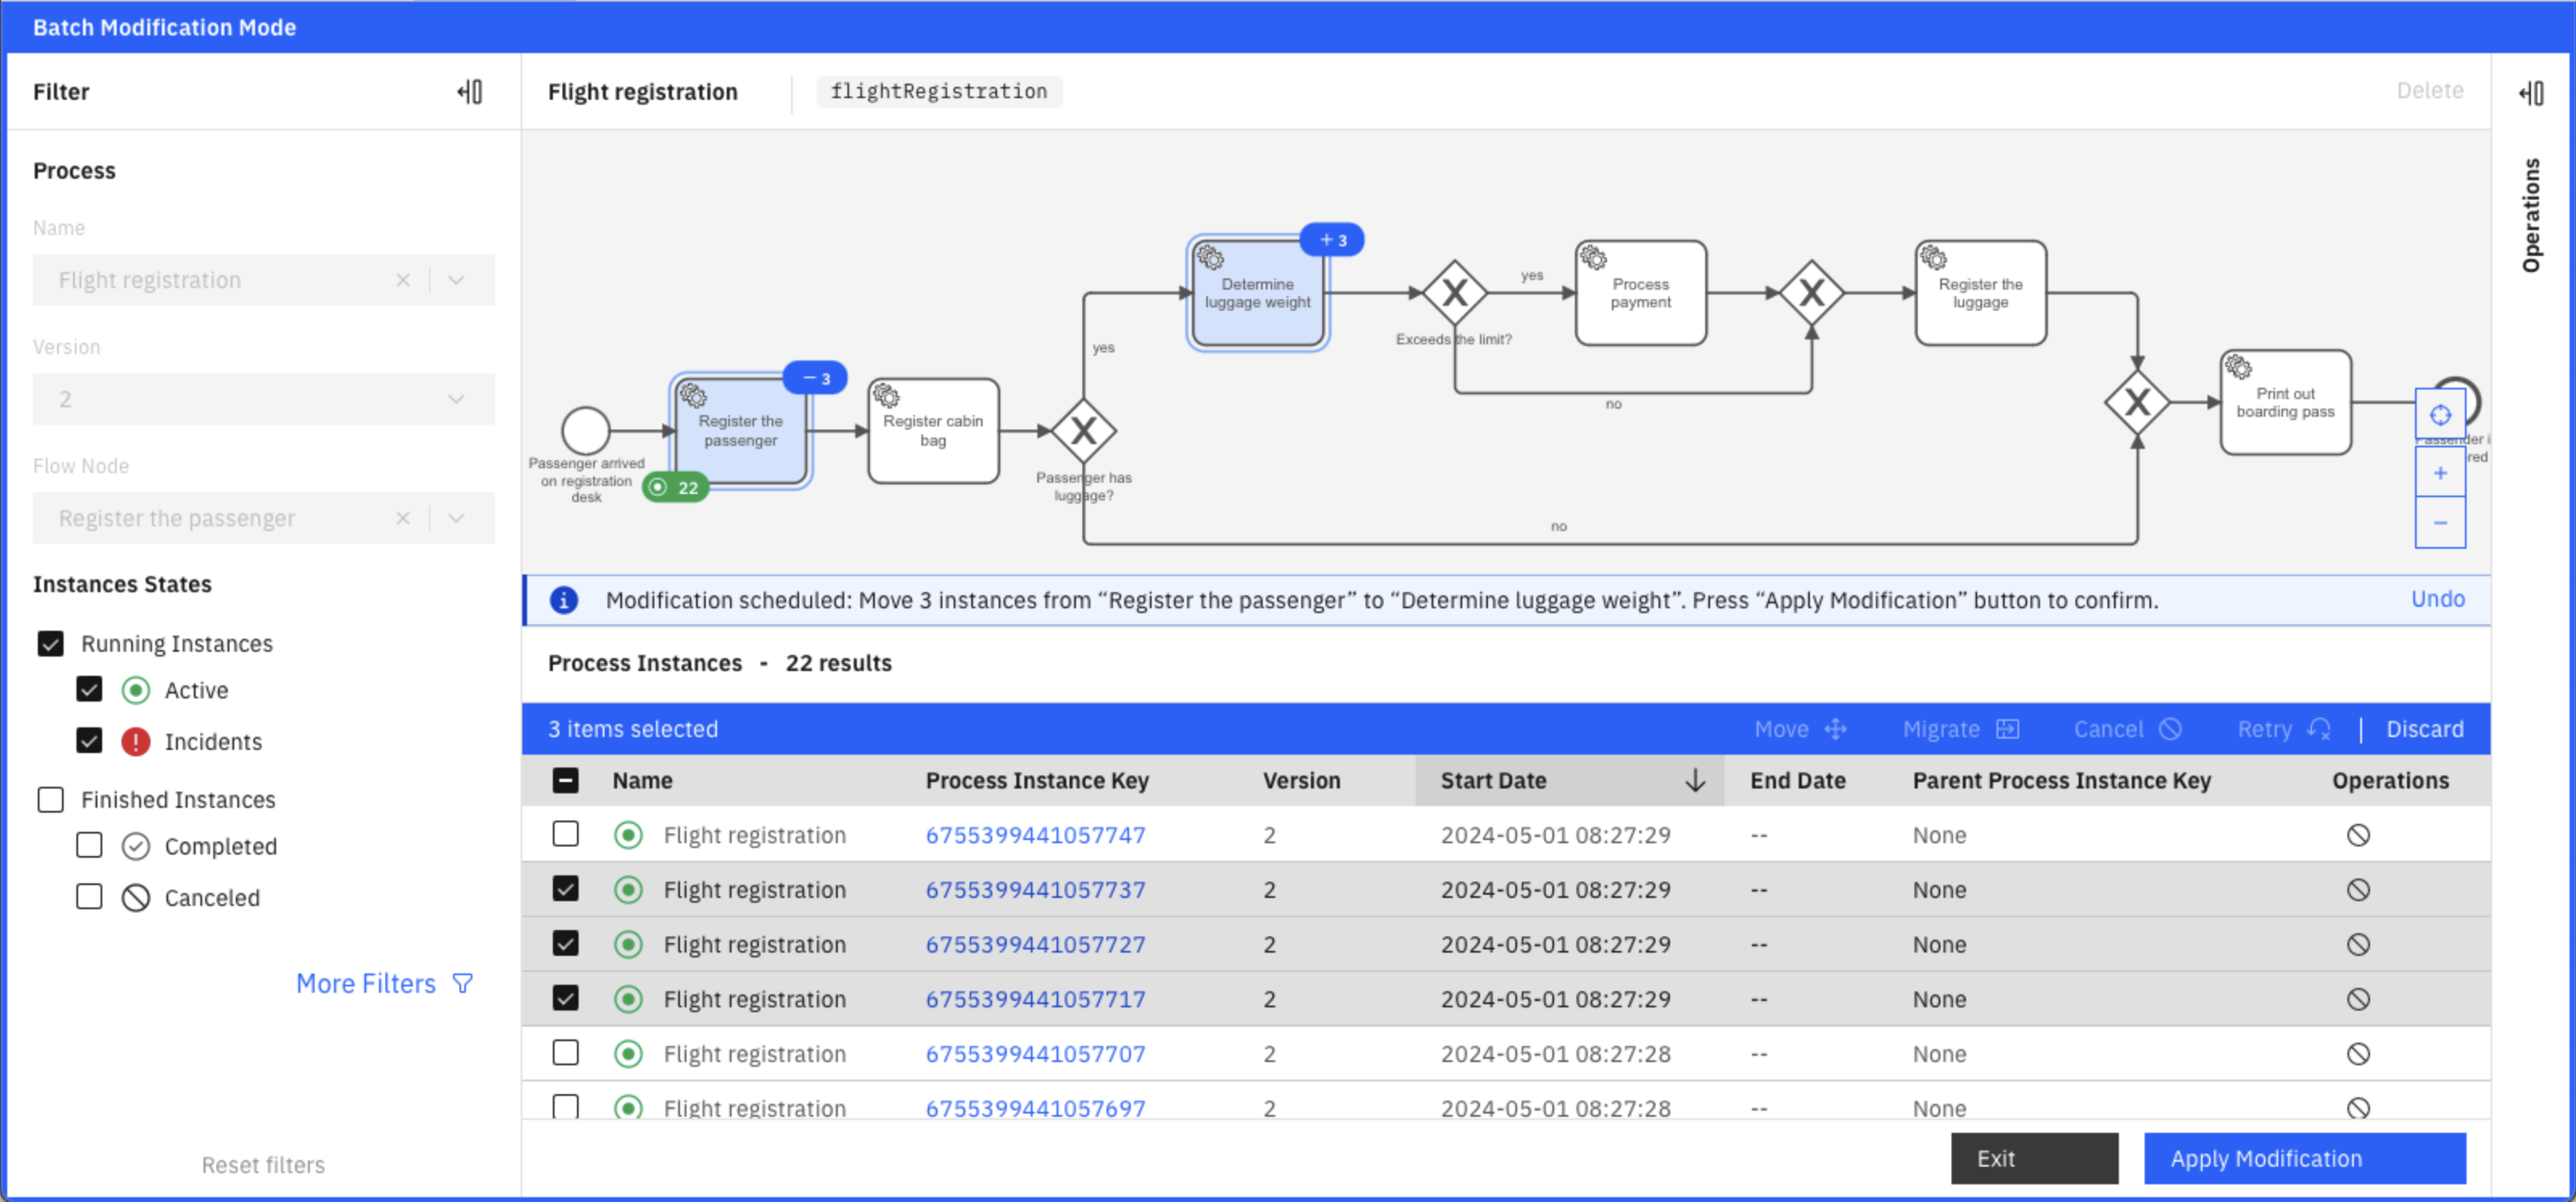 Batch Modification Mode
Filter
Process
Name
Flight registration
Version
2
Flow Node
Register the passenger
Instances States
Running Instances
Active
Incidents
Finished Instances
Completed
Canceled
More Filters
Reset filters
Flight registration flightRegistration Delete
Passenger arrived
on registration
desk
Register the
passenger
− 3
22
Register cabin
bag
Passenger has
luggage?
yes
Determine
luggage weight
+ 3
Exceeds the limit?
yes
no
Process
payment
Register the
luggage
no
Print out
boarding pass
Modification scheduled: Move 3 instances from “Register the passenger” to “Determine luggage weight”. Press “Apply Modification” button to confirm. Undo
Process Instances - 22 results
3 items selected Move Migrate Cancel Retry | Discard
Name Process Instance Key Version Start Date End Date Parent Process Instance Key Operations
Flight registration 6755399441057747 2 2024-05-01 08:27:29 -- None
Flight registration 6755399441057737 2 2024-05-01 08:27:29 -- None
Flight registration 6755399441057727 2 2024-05-01 08:27:29 -- None
Flight registration 6755399441057717 2 2024-05-01 08:27:29 -- None
Flight registration 6755399441057707 2 2024-05-01 08:27:28 -- None
Flight registration 6755399441057697 2 2024-05-01 08:27:28 -- None
Exit Apply Modification
Operations